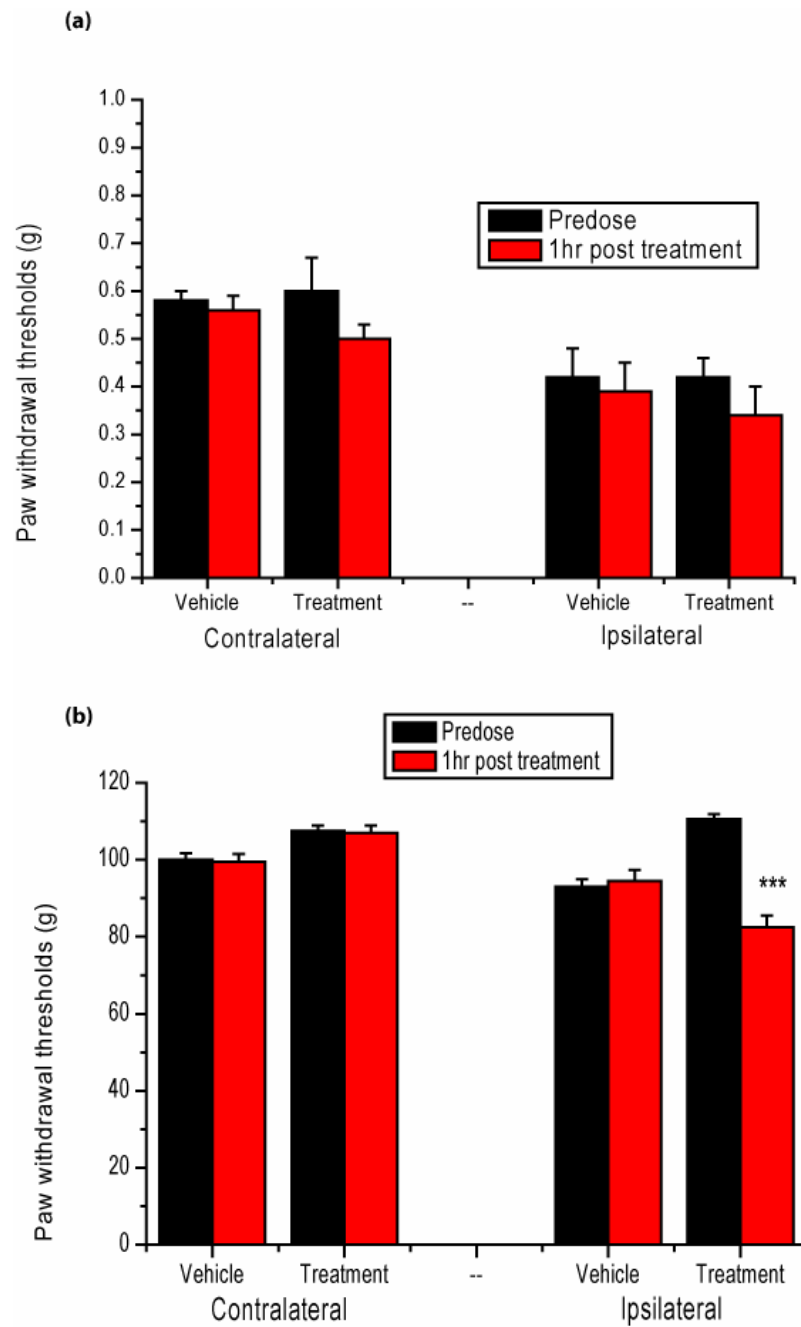 (a)
1.0
0.9
0.8
0.7
0.6
0.5
0.4
0.3
0.2
0.1
0.0
Paw withdrawal thresholds (g)
Predose
1hr post treatment
Vehicle Treatment -- Vehicle Treatment
Contralateral Ipsilateral
(b)
Predose
1hr post treatment
120
100
80
60
40
20
0
Paw withdrawal thresholds (g)
***
Vehicle Treatment -- Vehicle Treatment
Contralateral Ipsilateral